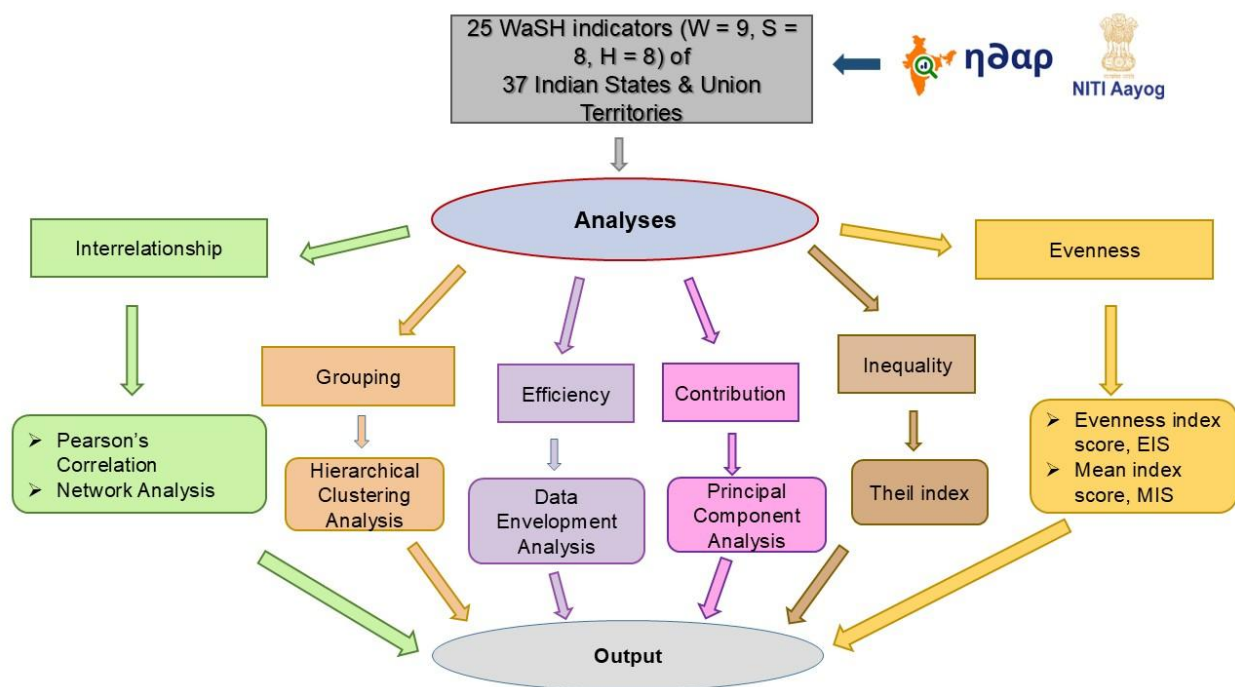 25 WaSH indicators (W = 9, S =
8, H = 8) of
37 Indian States & Union
Territories
η∂αρ
NITI Aayog
Analyses
Interrelationship
Evenness
Grouping
Efficiency
Contribution
Inequality
➢ Pearson's
Correlation
➢ Network Analysis
Hierarchical
Clustering
Analysis
Data
Envelopment
Analysis
Principal
Component
Analysis
Theil index
➢ Evenness index
score, EIS
➢ Mean index
score, MIS
Output